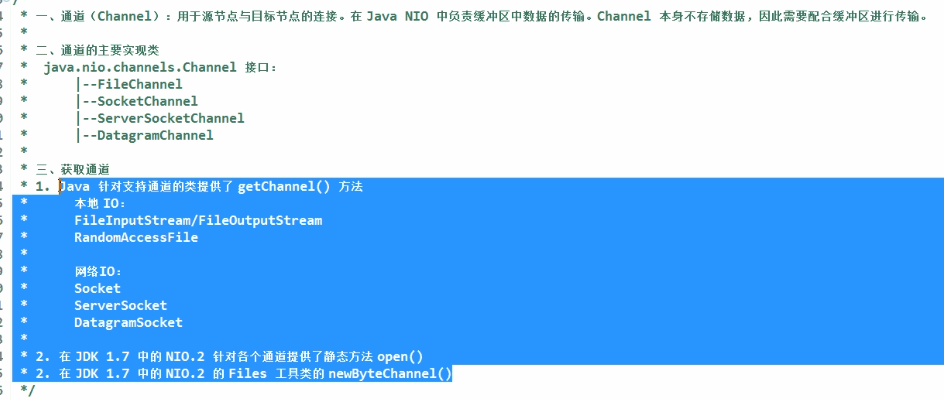 * 一、通道（Channel）：用于源节点与目标节点的连接。在 Java NIO 中负责缓冲区中数据的传输。Channel 本身不存储数据，因此需要配合缓冲区进行传输。
*
* 二、通道的主要实现类
* java.nio.channels.Channel 接口：
* |--FileChannel
* |--SocketChannel
* |--ServerSocketChannel
* |--DatagramChannel
*
* 三、获取通道
* 1. Java 针对支持通道的类提供了 getChannel() 方法
* 本地 IO：
* FileInputStream/FileOutputStream
* RandomAccessFile
*
* 网络IO：
* Socket
* ServerSocket
* DatagramSocket
*
* 2. 在 JDK 1.7 中的 NIO.2 针对各个通道提供了静态方法 open()
* 2. 在 JDK 1.7 中的 NIO.2 的 Files 工具类的 newByteChannel()
*/